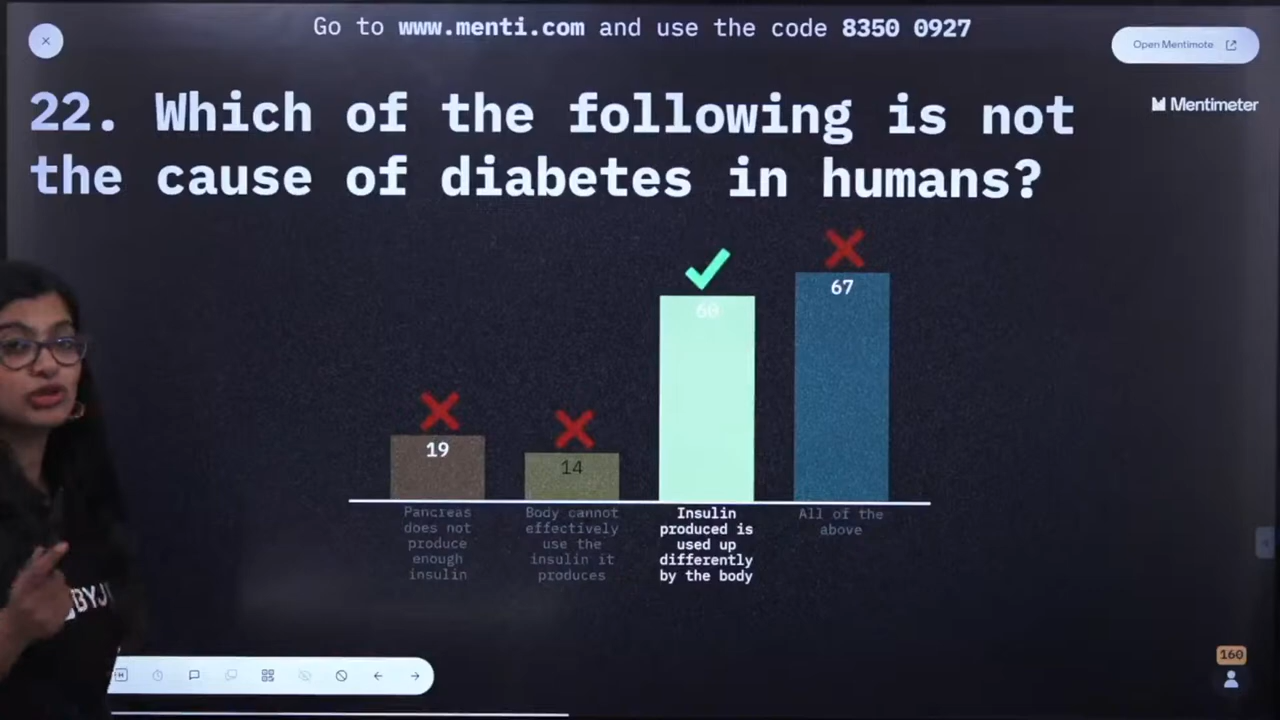 Go to www.menti.com and use the code 8350 0927
Open Mentimote
Mentimeter
22. Which of the following is not
the cause of diabetes in humans?
19
14
60
67
Pancreas
does not
produce
enough
insulin
Body cannot
effectively
use the
insulin it
produces
Insulin
produced is
used up
differently
by the body
All of the
above
BYJ
H
160